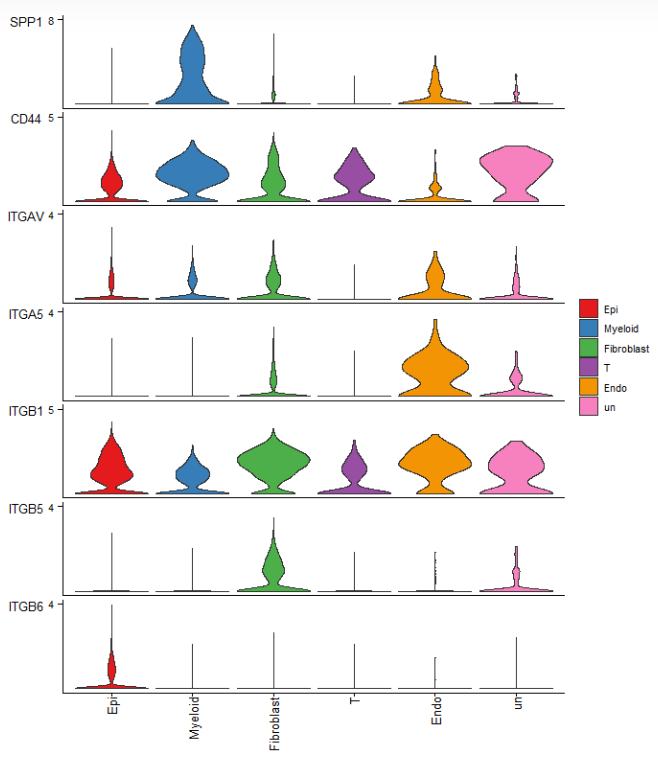 SPP1 8
CD44 5
ITGAV 4
ITGA5 4
ITGB1 5
ITGB5 4
ITGB6 4
Epi
Myeloid
Fibroblast
T
Endo
un
Epi
Myeloid
Fibroblast
T
Endo
un